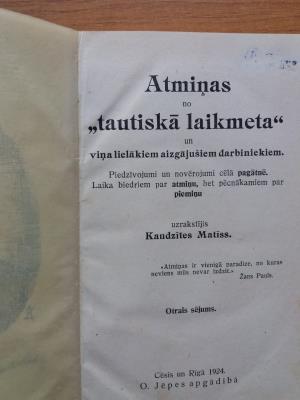 Atmiņas
no
„tautiskā laikmeta“
un
viņa lielākiem aizgājušiem darbiniekiem.
Piedzīvojumi un novērojumi cēlā pagātnē.
Laika biedriem par atmiņu, bet pēcnākamiem par
piemiņu
uzrakstījis
Kaudzītes Matīss.
«Atmiņas ir vienīgā paradize, no kuras
neviens mūs nevar izdzīt.»
Žans Pauls.
Otrais sējums.
Cēsis un Rīgā 1924.
O. Jēpes apgādībā